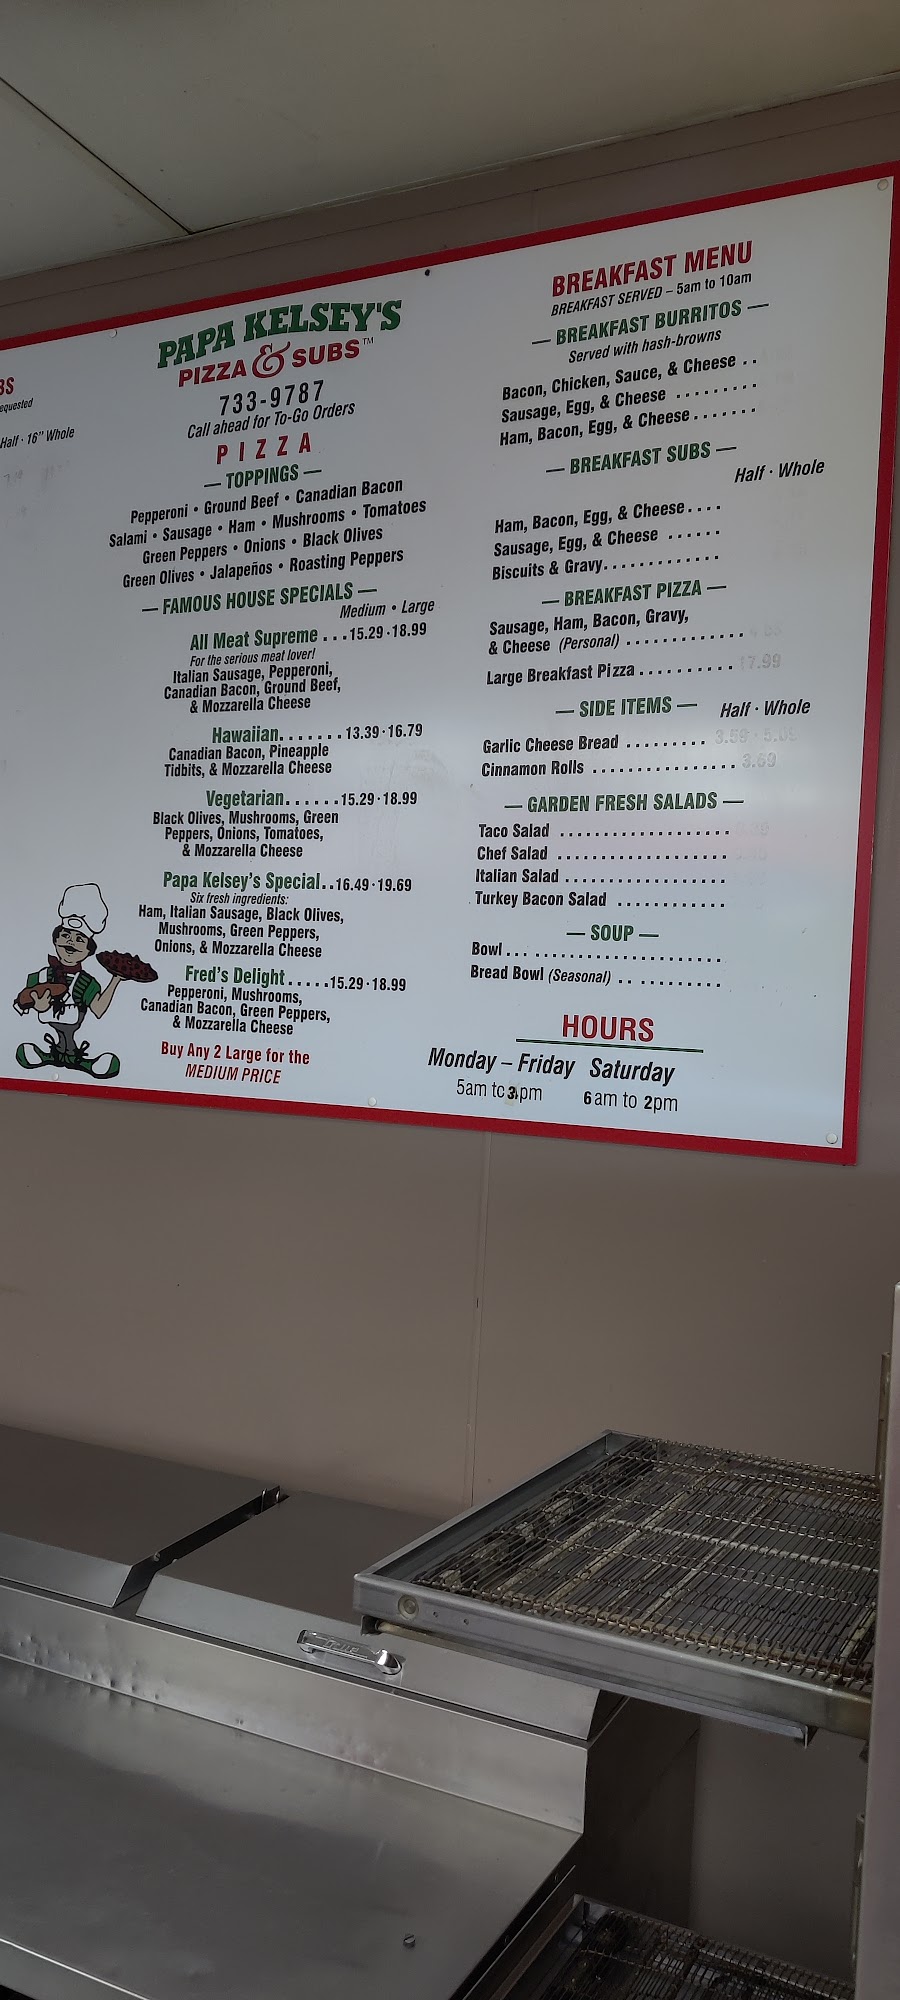 BS
equested
Half · 16" Whole
PAPA KELSEY'S
PIZZA & SUBS™
733-9787
Call ahead for To-Go Orders
PIZZA
— TOPPINGS —
Pepperoni • Ground Beef • Canadian Bacon
Salami • Sausage • Ham • Mushrooms • Tomatoes
Green Peppers • Onions • Black Olives
Green Olives • Jalapeños • Roasting Peppers
— FAMOUS HOUSE SPECIALS —
Medium • Large
All Meat Supreme . . .15.29 · 18.99
For the serious meat lover!
Italian Sausage, Pepperoni,
Canadian Bacon, Ground Beef,
& Mozzarella Cheese
Hawaiian. . . . . . . 13.39 · 16.79
Canadian Bacon, Pineapple
Tidbits, & Mozzarella Cheese
Vegetarian. . . . . .15.29 · 18.99
Black Olives, Mushrooms, Green
Peppers, Onions, Tomatoes,
& Mozzarella Cheese
Papa Kelsey's Special. .16.49 · 19.69
Six fresh ingredients:
Ham, Italian Sausage, Black Olives,
Mushrooms, Green Peppers,
Onions, & Mozzarella Cheese
Fred's Delight . . . . .15.29 · 18.99
Pepperoni, Mushrooms,
Canadian Bacon, Green Peppers,
& Mozzarella Cheese
Buy Any 2 Large for the
MEDIUM PRICE
BREAKFAST MENU
BREAKFAST SERVED – 5am to 10am
— BREAKFAST BURRITOS —
Served with hash-browns
Bacon, Chicken, Sauce, & Cheese . .
Sausage, Egg, & Cheese . . . . . . . . .
Ham, Bacon, Egg, & Cheese . . . . . . .
— BREAKFAST SUBS —
Half · Whole
Ham, Bacon, Egg, & Cheese . . . .
Sausage, Egg, & Cheese . . . . . .
Biscuits & Gravy. . . . . . . . . . . . .
— BREAKFAST PIZZA —
Sausage, Ham, Bacon, Gravy,
& Cheese (Personal) . . . . . . . . . . . . .
Large Breakfast Pizza . . . . . . . . . . 17.99
— SIDE ITEMS —
Half · Whole
Garlic Cheese Bread . . . . . . . . . 3.59 ·
Cinnamon Rolls . . . . . . . . . . . . . . . . 3.69
— GARDEN FRESH SALADS —
Taco Salad . . . . . . . . . . . . . . . . . . .
Chef Salad . . . . . . . . . . . . . . . . . . .
Italian Salad . . . . . . . . . . . . . . . . . .
Turkey Bacon Salad . . . . . . . . . . . .
— SOUP —
Bowl . . . . . . . . . . . . . . . . . . . . . . . .
Bread Bowl (Seasonal) . . . . . . . . . . .
HOURS
Monday – Friday Saturday
5am to 3pm 6am to 2pm